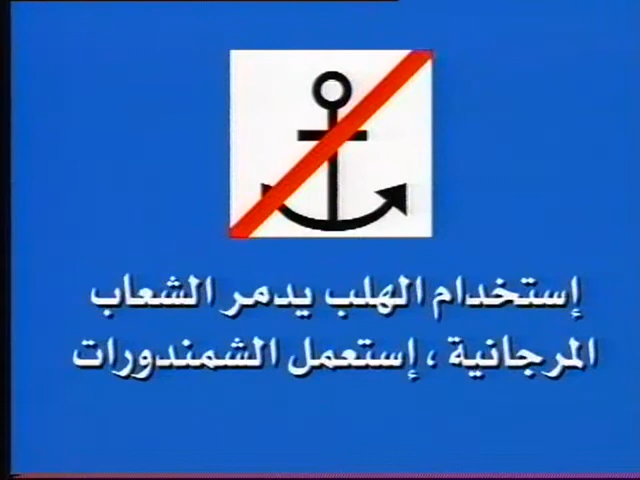 إستخدام الهلب يدمر الشعاب
المرجانية ، إستعمل الشمندورات